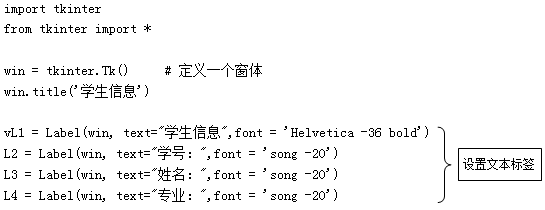 import tkinter
from tkinter import *
win = tkinter.Tk()     # 定义一个窗体
win.title('学生信息')
vL1 = Label(win, text="学生信息",font = 'Helvetica -36 bold')
L2 = Label(win, text="学号：",font = 'song -20')
L3 = Label(win, text="姓名：",font = 'song -20')
L4 = Label(win, text="专业：",font = 'song -20')
设置文本标签